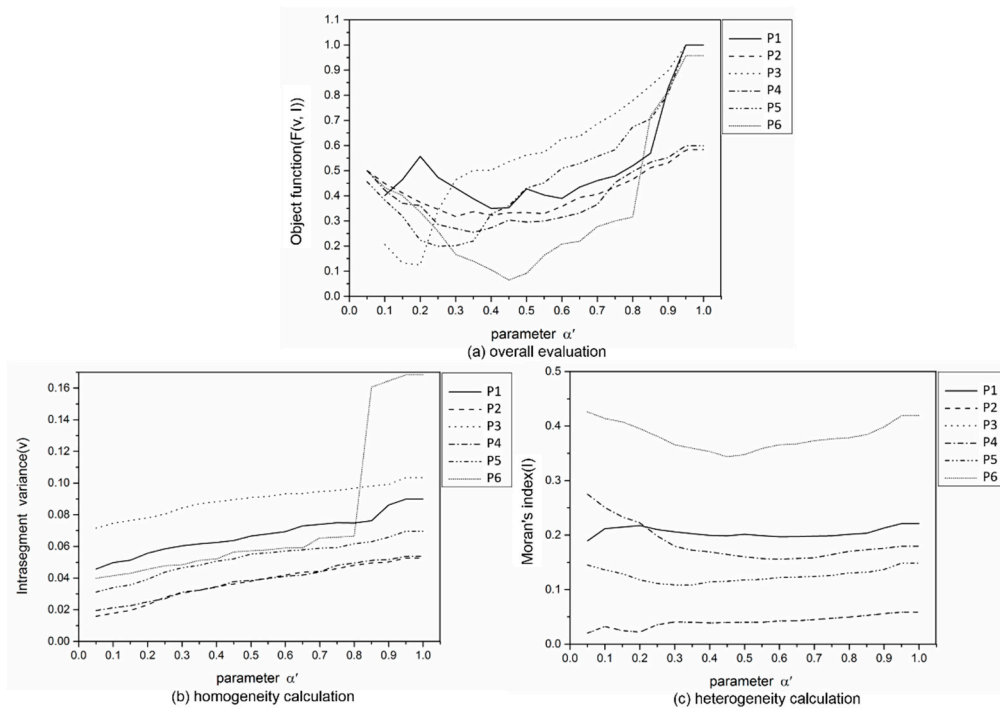 1.1
1.0
0.9
0.8
0.7
0.6
0.5
0.4
0.3
0.2
0.1
0.0
Object function(F(v, I))
0.0 0.1 0.2 0.3 0.4 0.5 0.6 0.7 0.8 0.9 1.0
parameter α′
P1
P2
P3
P4
P5
P6
(a) overall evaluation
0.16
0.14
0.12
0.10
0.08
0.06
0.04
0.02
0.00
Intrasegment variance(v)
0.0 0.1 0.2 0.3 0.4 0.5 0.6 0.7 0.8 0.9 1.0
parameter α′
P1
P2
P3
P4
P5
P6
(b) homogeneity calculation
0.5
0.4
0.3
0.2
0.1
0.0
Moran's index(I)
0.0 0.1 0.2 0.3 0.4 0.5 0.6 0.7 0.8 0.9 1.0
parameter α′
P1
P2
P3
P4
P5
P6
(c) heterogeneity calculation